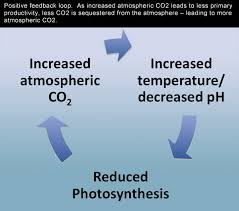 Positive feedback loop.  As increased atmospheric CO2 leads to less primary
productivity, less CO2 is sequestered from the atmosphere – leading to more
atmospheric CO2.
Increased
atmospheric
CO₂
Increased
temperature/
decreased pH
Reduced
Photosynthesis